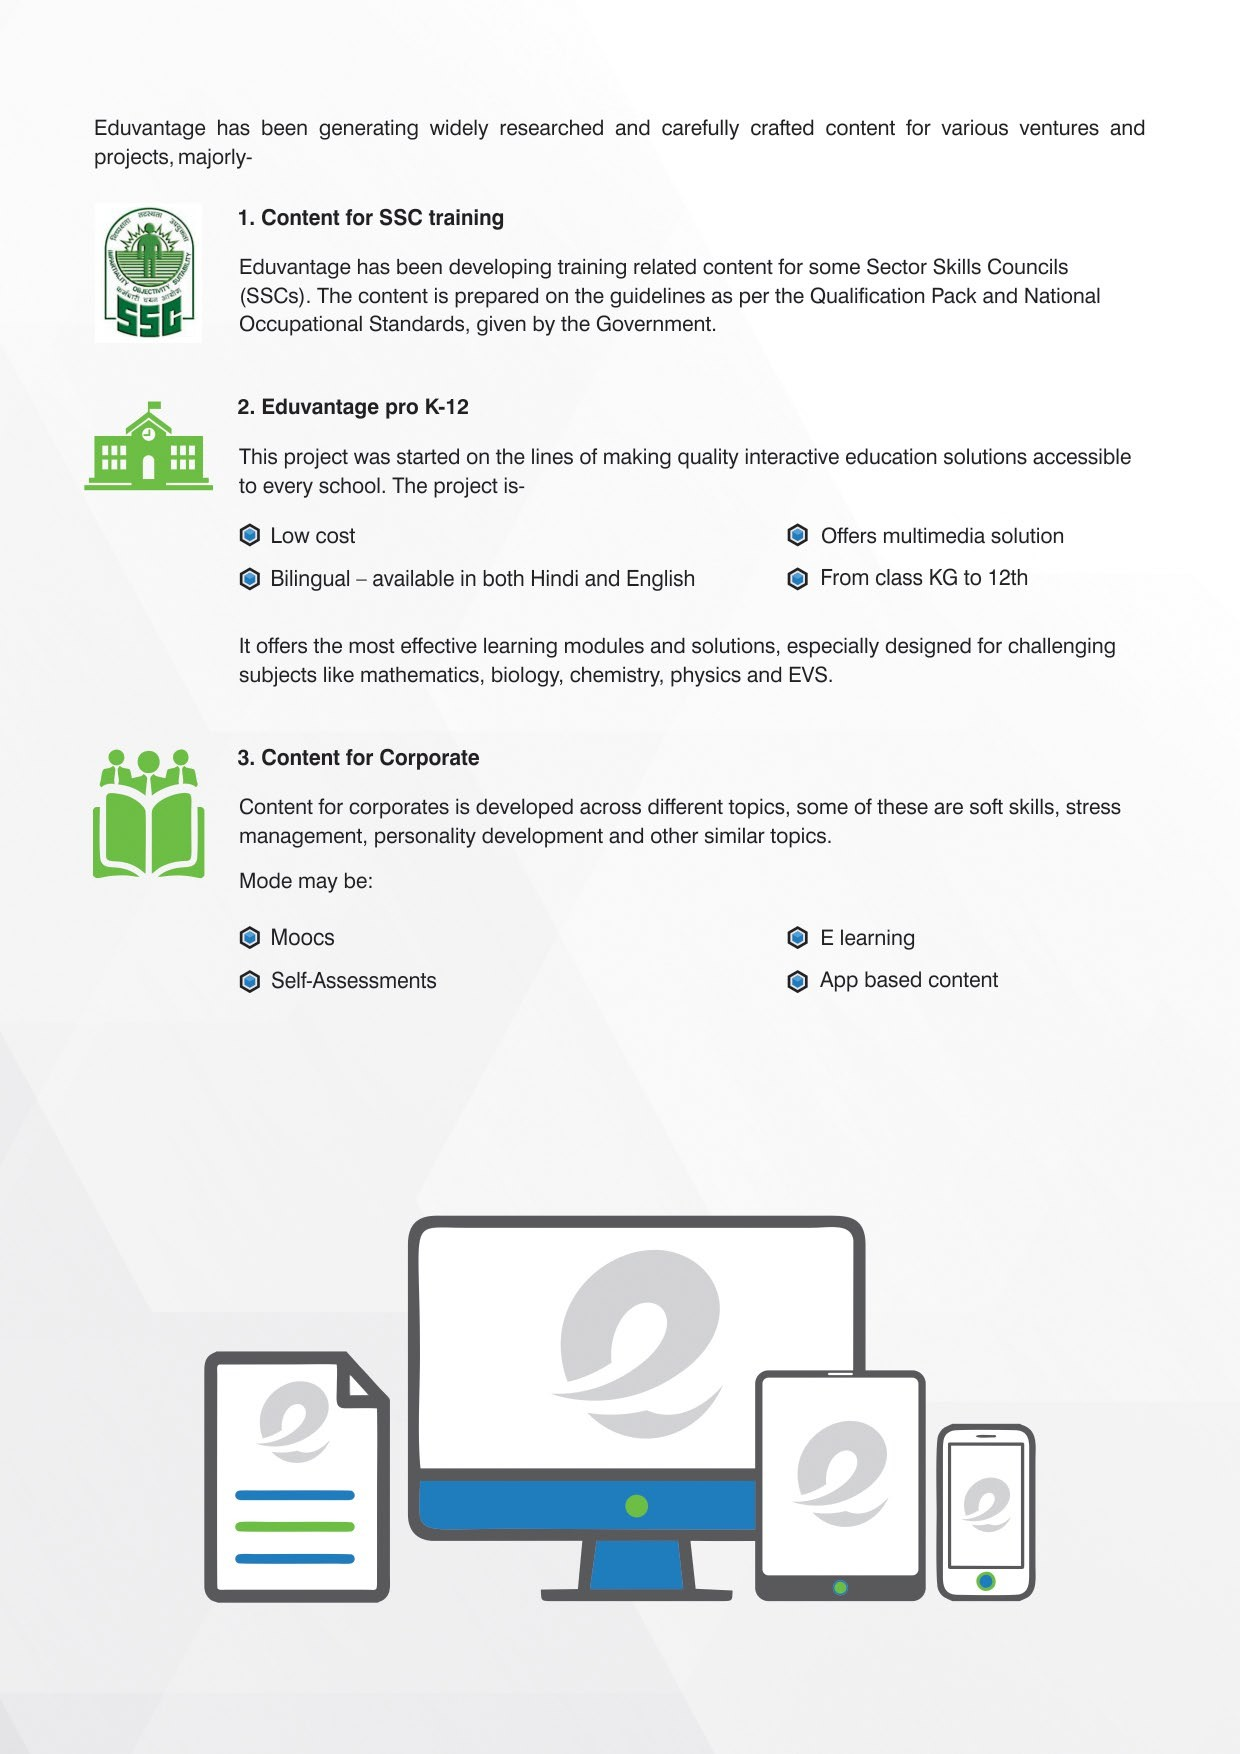 Eduvantage has been generating widely researched and carefully crafted content for various ventures and
projects, majorly-
1. Content for SSC training
Eduvantage has been developing training related content for some Sector Skills Councils
(SSCs). The content is prepared on the guidelines as per the Qualification Pack and National
Occupational Standards, given by the Government.
SSC
2. Eduvantage pro K-12
This project was started on the lines of making quality interactive education solutions accessible
to every school. The project is-
Low cost
Offers multimedia solution
Bilingual – available in both Hindi and English
From class KG to 12th
It offers the most effective learning modules and solutions, especially designed for challenging
subjects like mathematics, biology, chemistry, physics and EVS.
3. Content for Corporate
Content for corporates is developed across different topics, some of these are soft skills, stress
management, personality development and other similar topics.
Mode may be:
Moocs
E learning
Self-Assessments
App based content